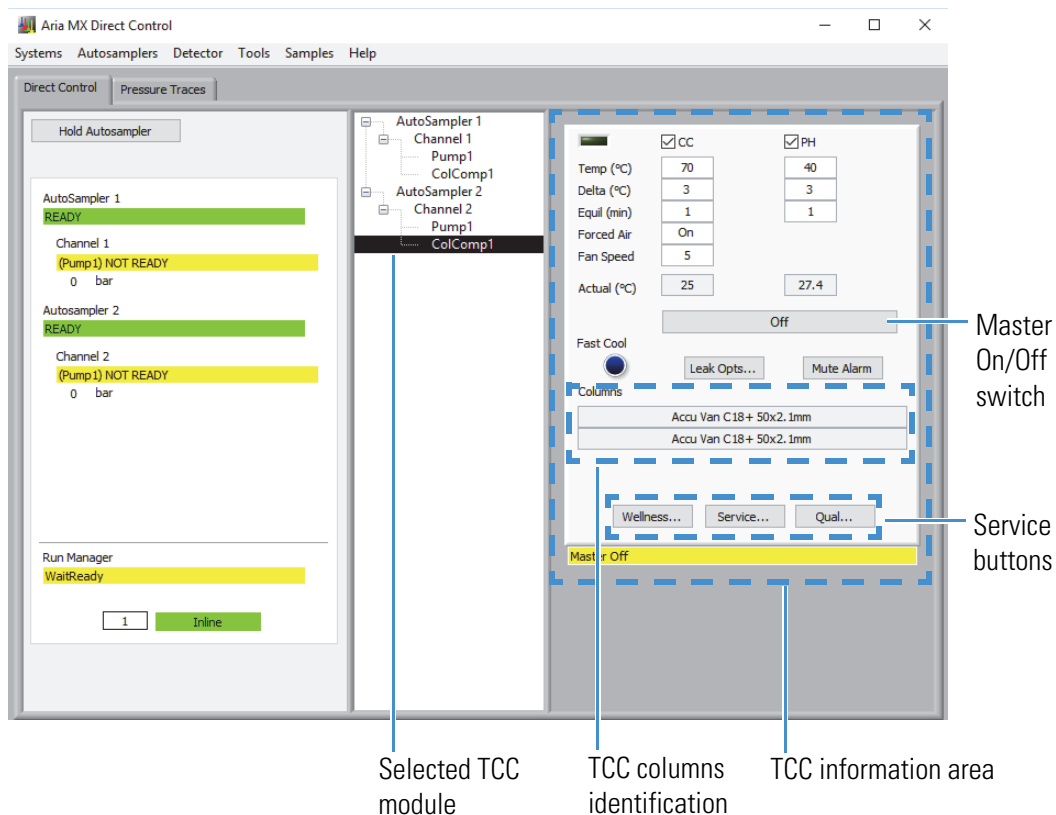 Aria MX Direct Control
Systems Autosamplers Detector Tools Samples Help
Direct Control Pressure Traces
Hold Autosampler
AutoSampler 1
READY
Channel 1
(Pump1) NOT READY
0 bar
Autosampler 2
READY
Channel 2
(Pump1) NOT READY
0 bar
Run Manager
WaitReady
1 Inline
AutoSampler 1
Channel 1
Pump1
ColComp1
AutoSampler 2
Channel 2
Pump1
ColComp1
CC PH
Temp (°C) 70 40
Delta (°C) 3 3
Equil (min) 1 1
Forced Air On
Fan Speed 5
Actual (°C) 25 27.4
Off
Fast Cool
Leak Opts... Mute Alarm
Columns
Accu Van C18+ 50x2.1mm
Accu Van C18+ 50x2.1mm
Wellness... Service... Qual...
Master Off
Master
On/Off
switch
Service
buttons
Selected TCC
module
TCC columns
identification
TCC information area